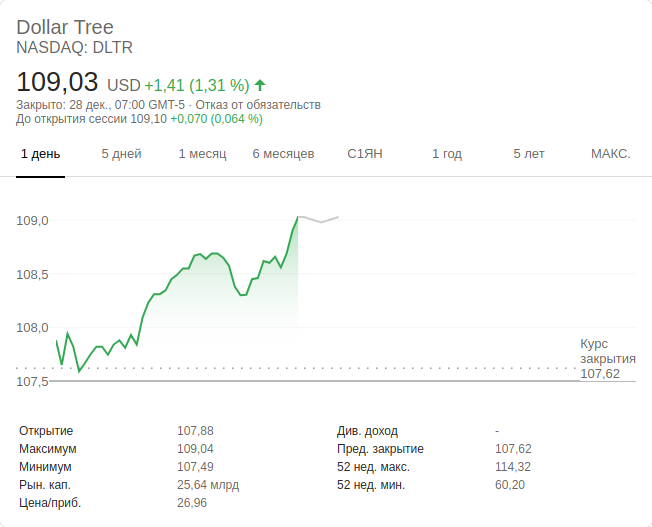 Dollar Tree
NASDAQ: DLTR
109,03 USD +1,41 (1,31 %)
Закрыто: 28 дек., 07:00 GMT-5 · Отказ от обязательств
До открытия сессии 109,10 +0,070 (0,064 %)
1 день 5 дней 1 месяц 6 месяцев С1ЯН 1 год 5 лет МАКС.
109,0
108,5
108,0
107,5
Курс
закрытия
107,62
Открытие 107,88 Див. доход -
Максимум 109,04 Пред. закрытие 107,62
Минимум 107,49 52 нед. макс. 114,32
Рын. кап. 25,64 млрд 52 нед. мин. 60,20
Цена/приб. 26,96